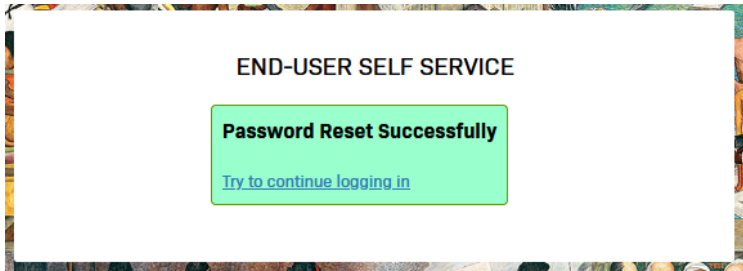 END-USER SELF SERVICE
Password Reset Successfully
Try to continue logging in